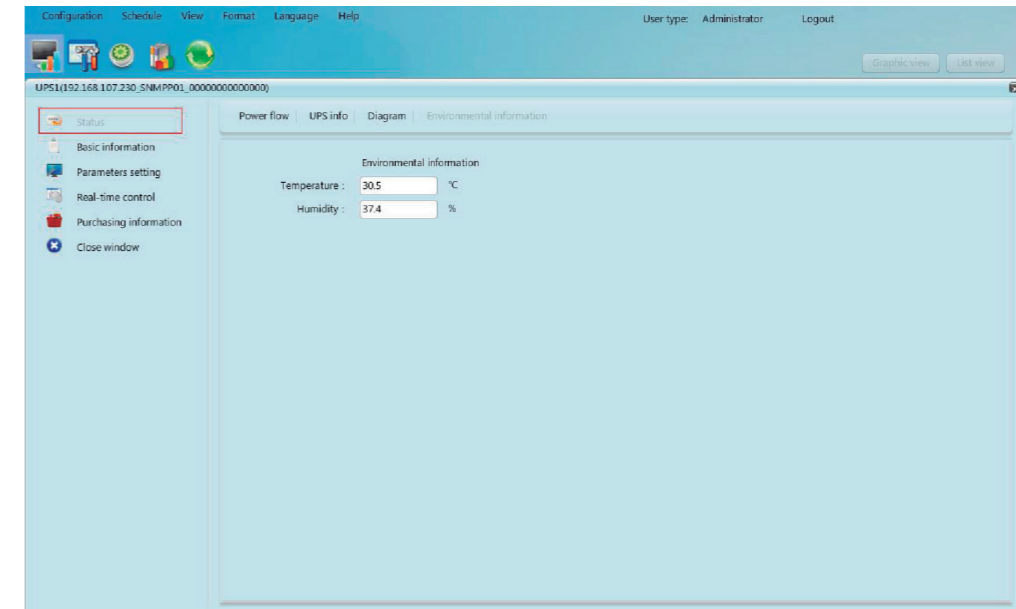 Configuration Schedule View Format Language Help User type: Administrator Logout
Graphic view List view
UPS1(192.168.107.230_SNMPP01_00000000000000)
Status
Basic information
Parameters setting
Real-time control
Purchasing information
Close window
Power flow UPS info Diagram Environmental information
Environmental information
Temperature : 30.5 ℃
Humidity : 37.4 %